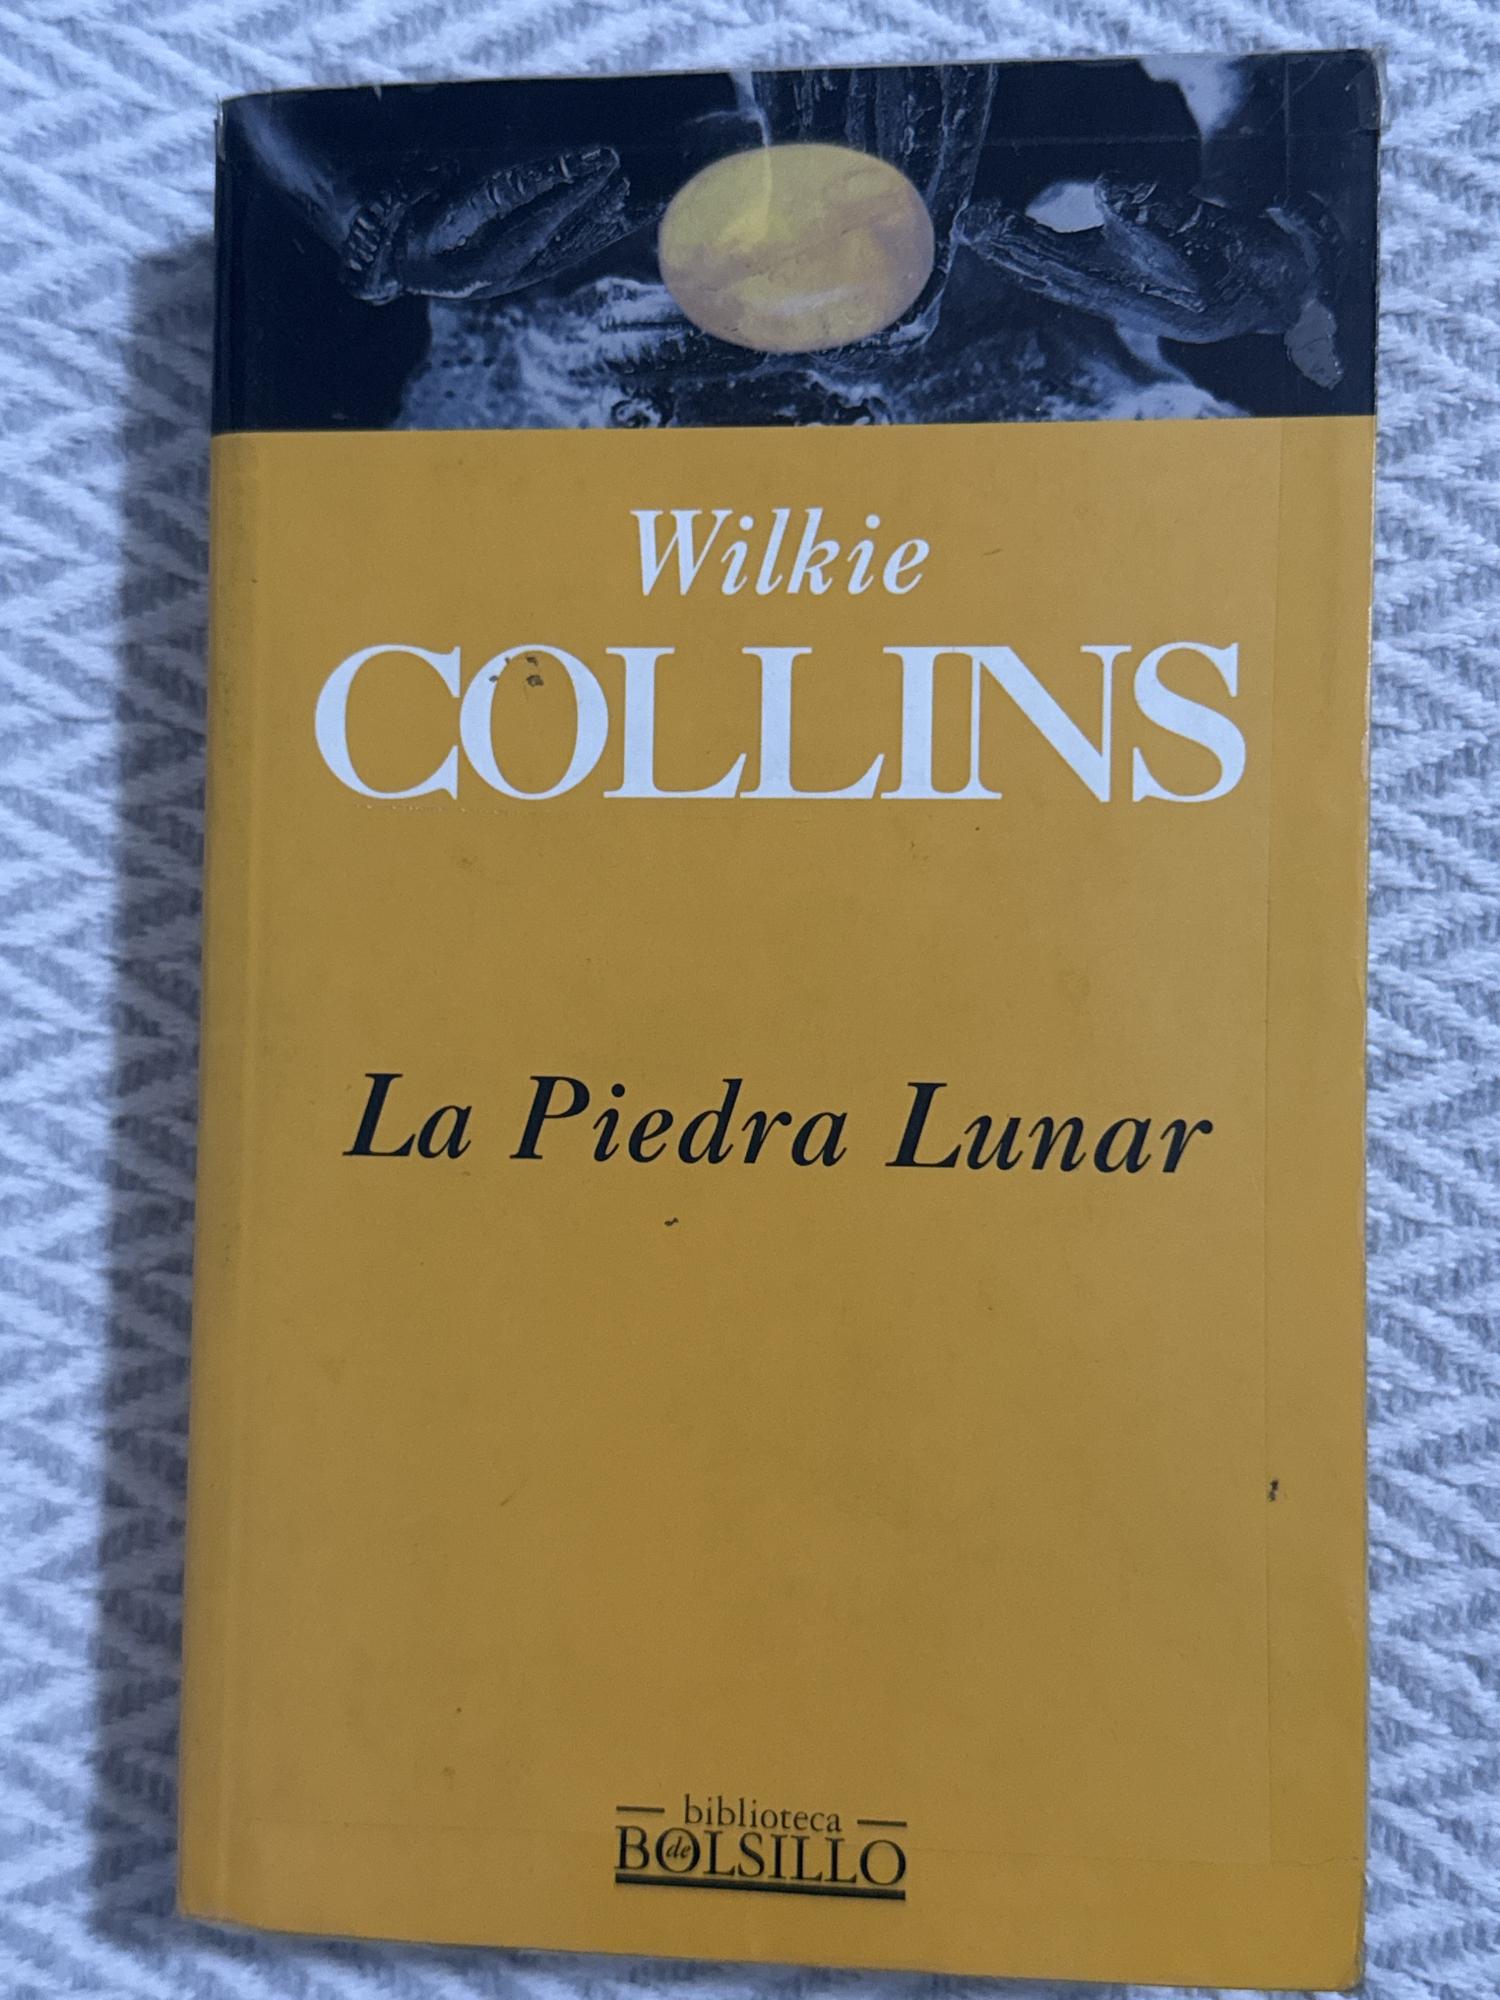 Wilkie
COLLINS
La Piedra Lunar
biblioteca
de
BOLSILLO